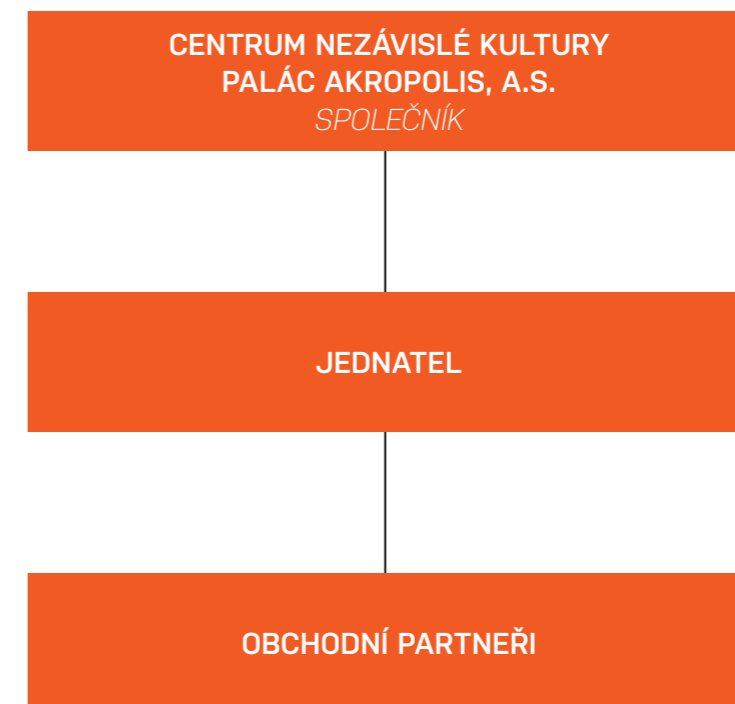 CENTRUM NEZÁVISLÉ KULTURY
PALÁC AKROPOLIS, A.S.
SPOLEČNÍK
JEDNATEL
OBCHODNÍ PARTNEŘI